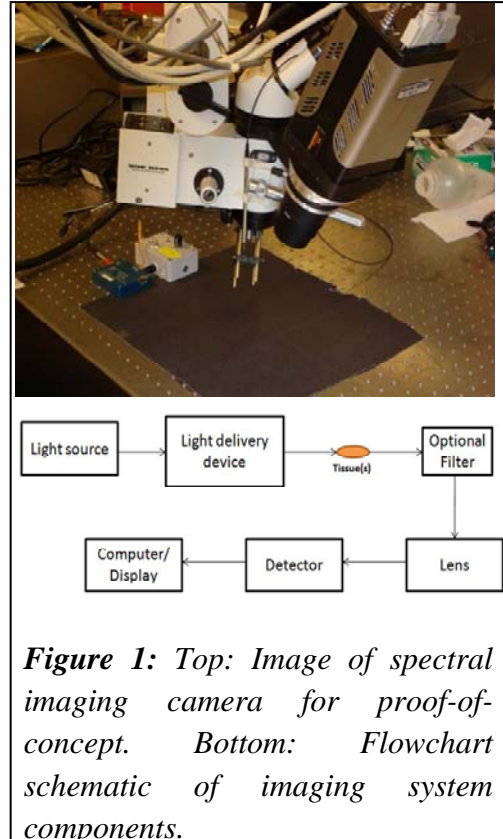 Light source
Light delivery
device
Tissue(s)
Optional
Filter
Computer/
Display
Detector
Lens
Figure 1: Top: Image of spectral
imaging camera for proof-of-
concept. Bottom: Flowchart
schematic of imaging system
components.